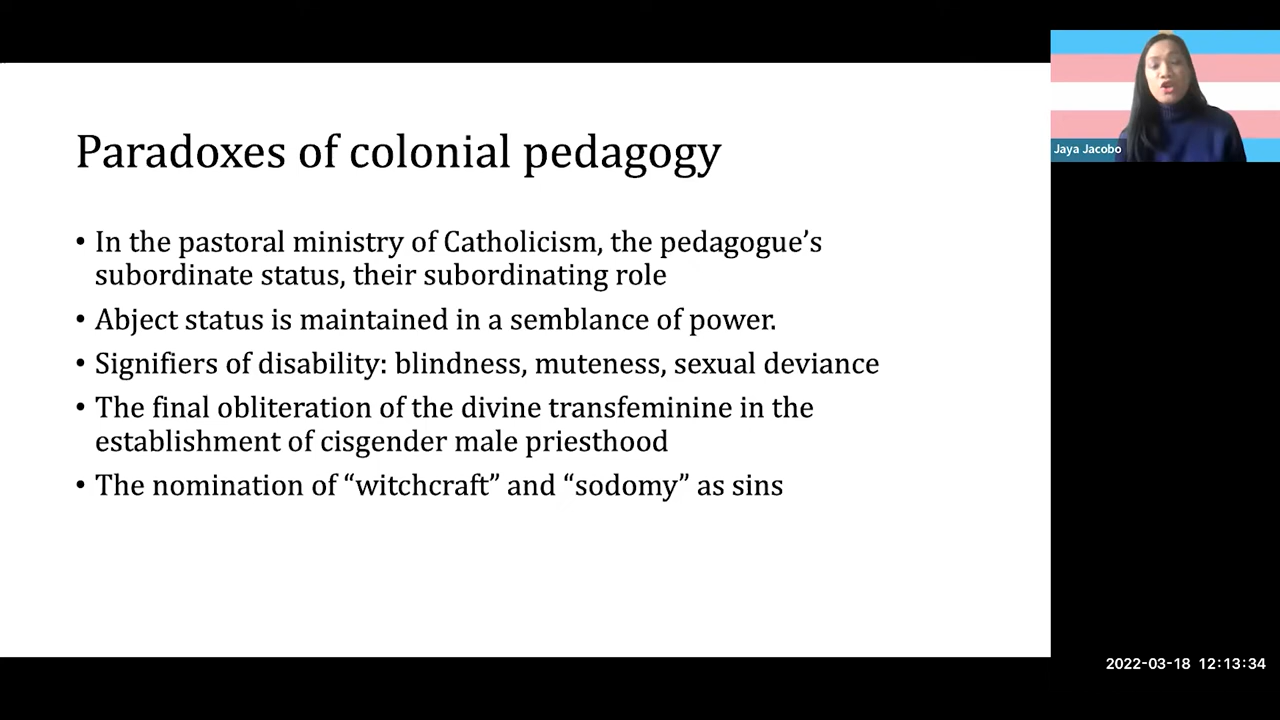 Paradoxes of colonial pedagogy
• In the pastoral ministry of Catholicism, the pedagogue’s
subordinate status, their subordinating role
• Abject status is maintained in a semblance of power.
• Signifiers of disability: blindness, muteness, sexual deviance
• The final obliteration of the divine transfeminine in the
establishment of cisgender male priesthood
• The nomination of “witchcraft” and “sodomy” as sins
Jaya Jacobo
2022-03-18 12:13:34